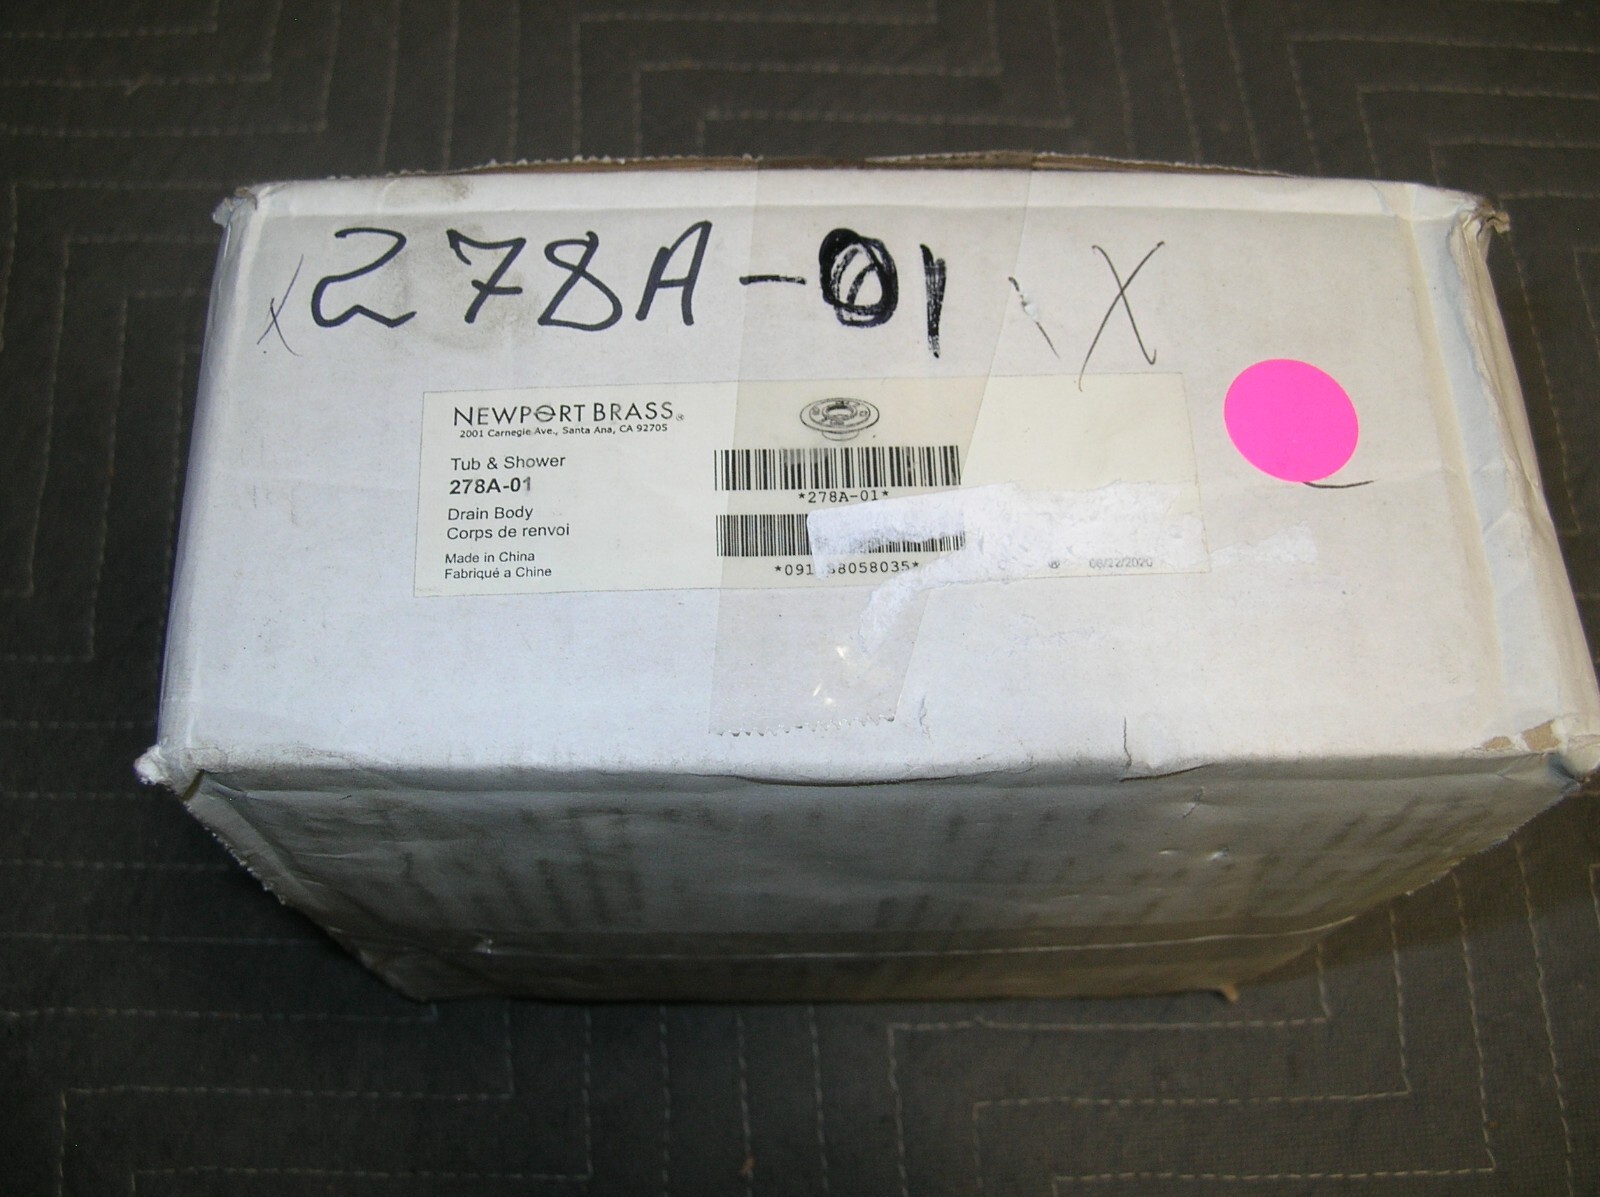 x 278A-01 X
NEWPORT BRASS®
2001 Carnegie Ave., Santa Ana, CA 92705
Tub & Shower
278A-01
Drain Body
Corps de renvoi
Made in China
Fabriqué a Chine
*278A-01*
® 06/22/2020